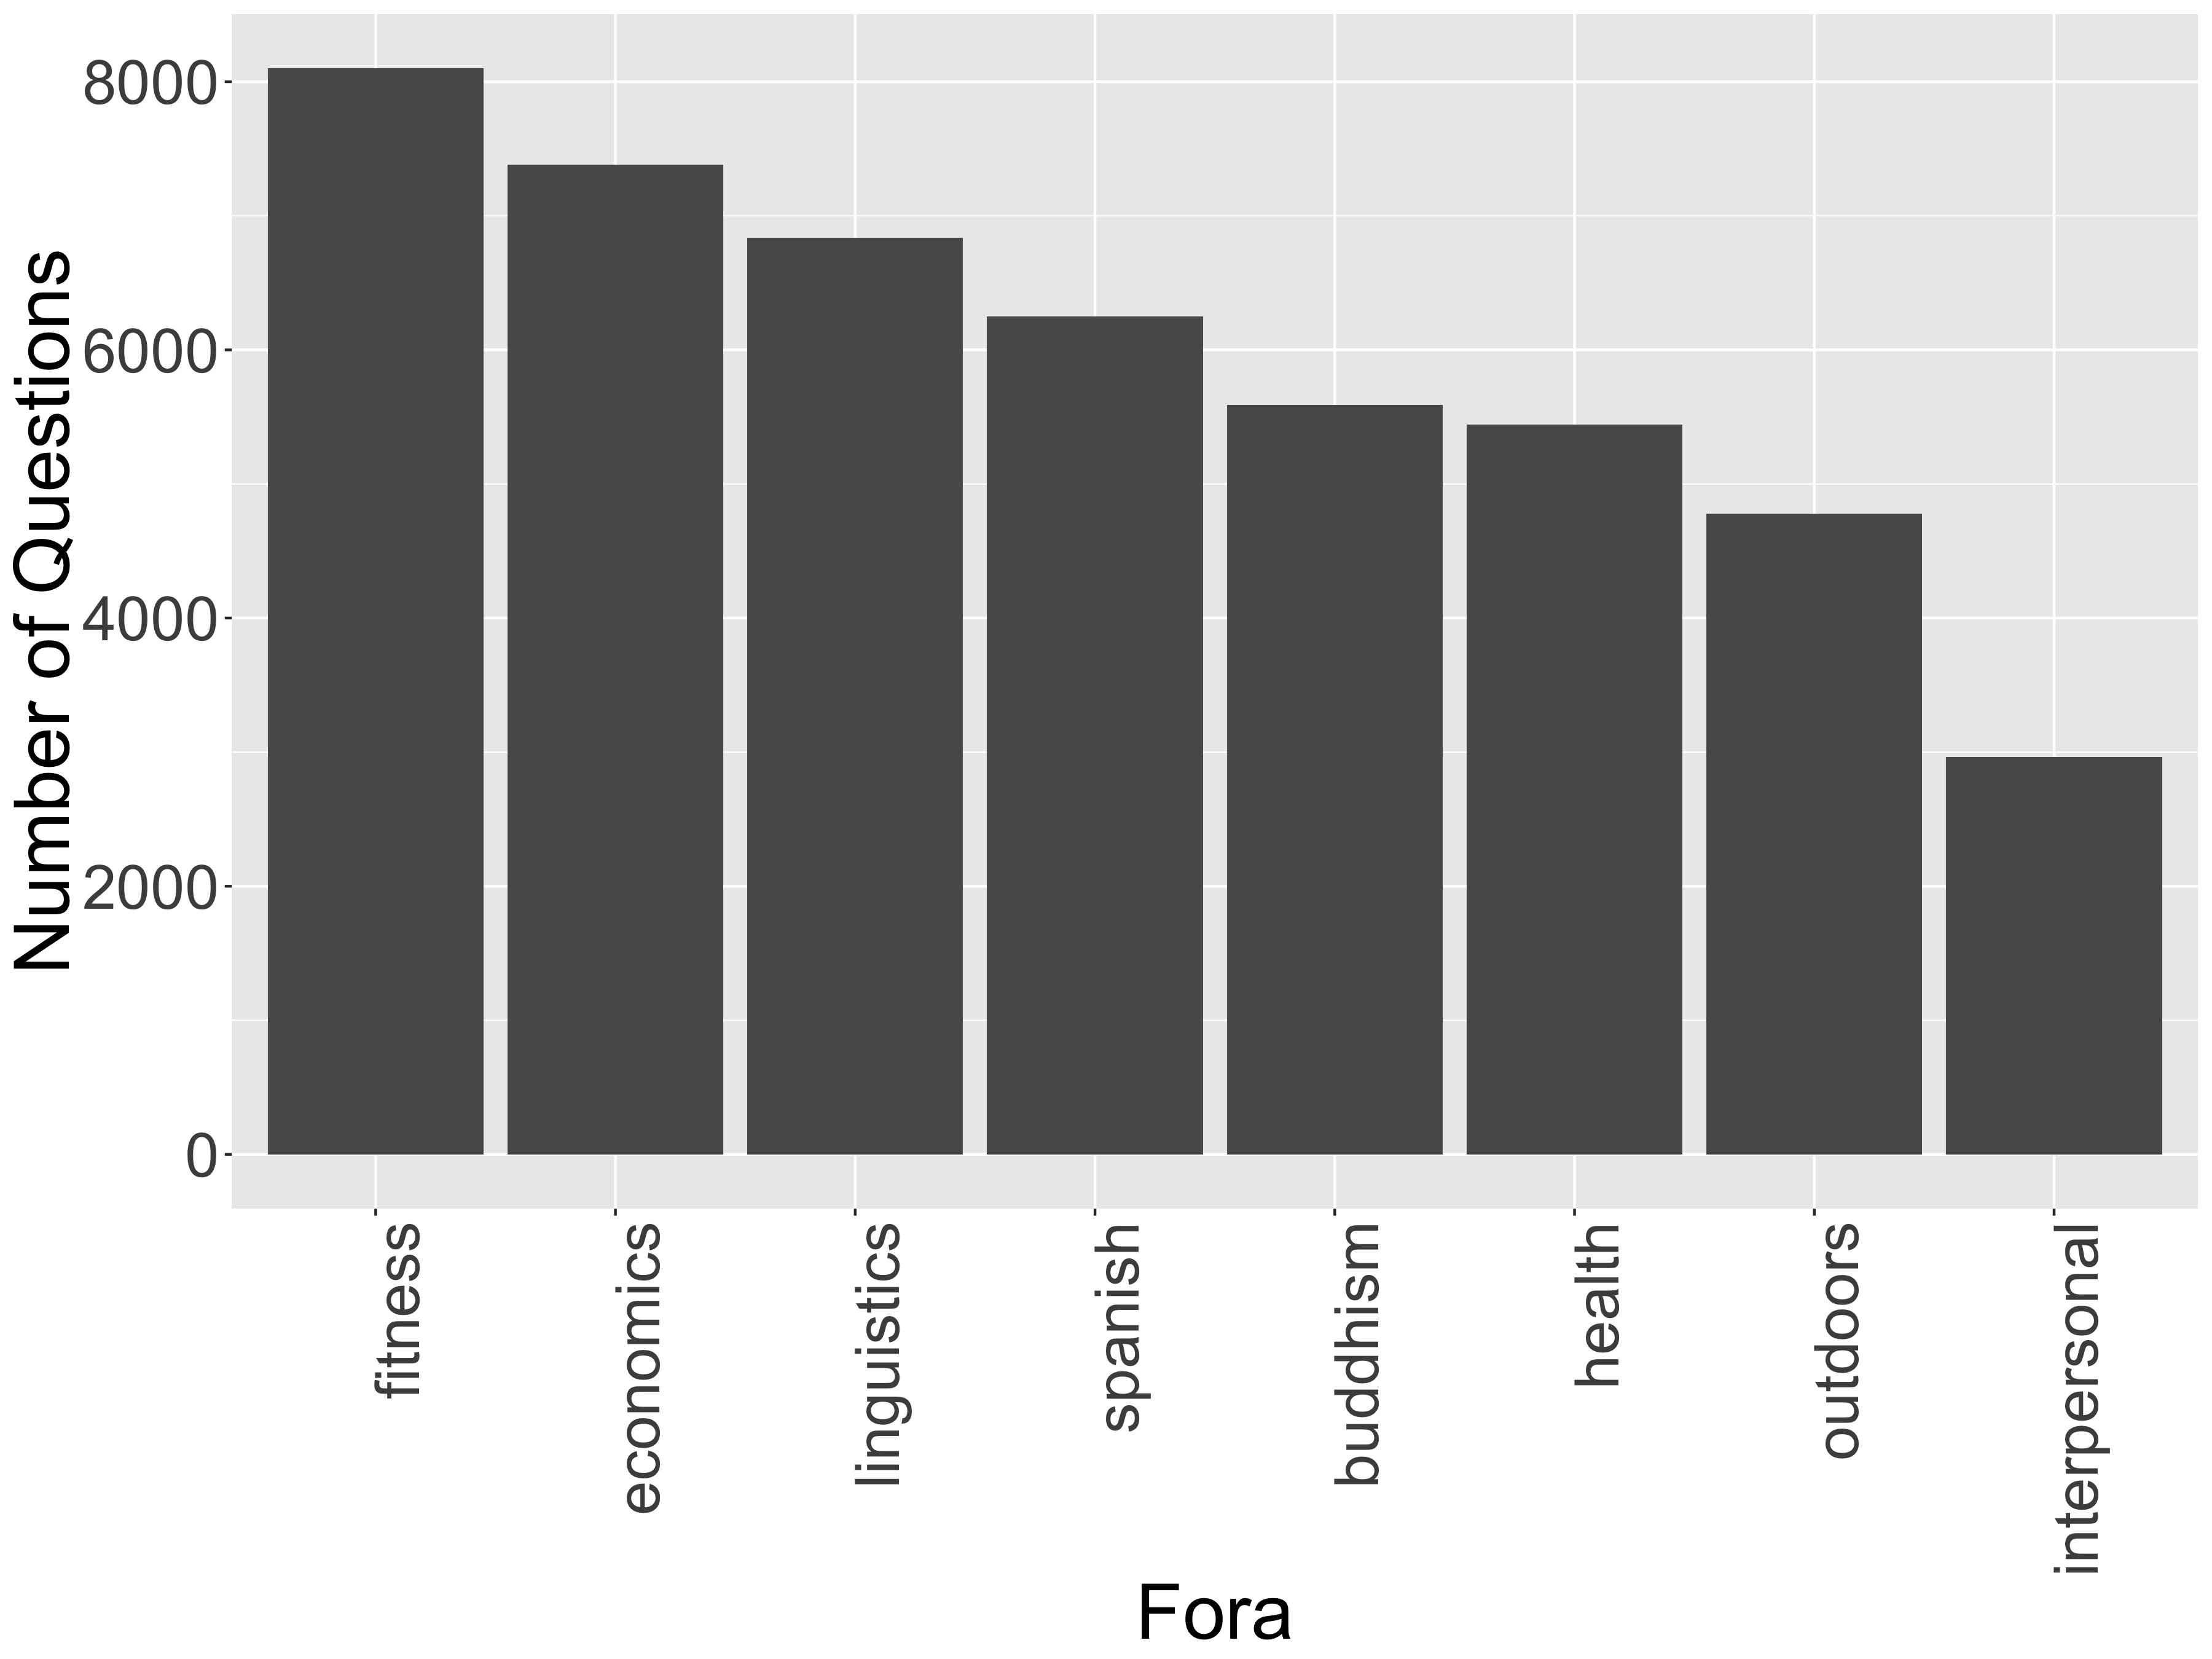 Number of Questions
8000
6000
4000
2000
0
fitness
economics
linguistics
spanish
buddhism
health
outdoors
interpersonal
Fora